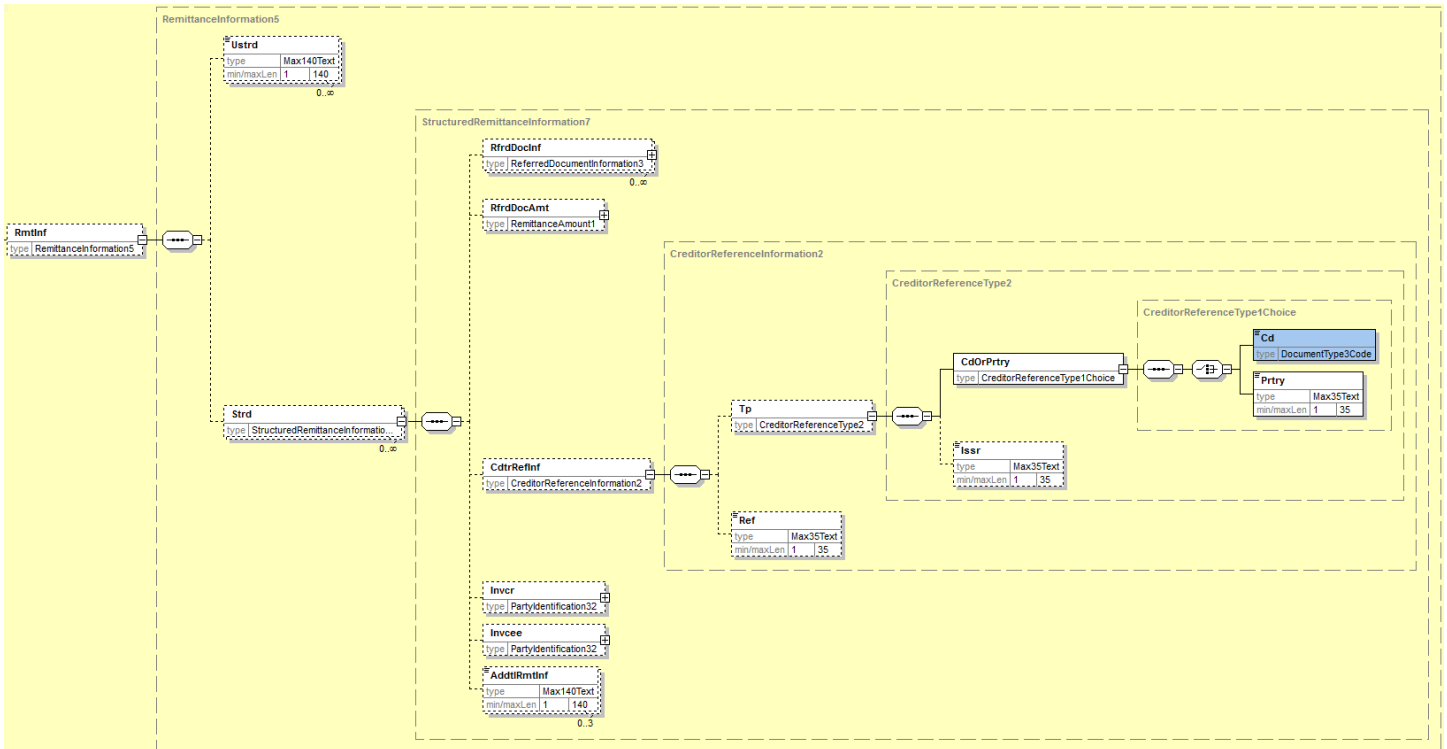 RemittanceInformation5
Ustrd
type Max140Text
min/maxLen 1 140
0..∞
StructuredRemittanceInformation7
RfrdDocInf
type ReferredDocumentInformation3
0..∞
RfrdDocAmt
type RemittanceAmount1
RmtInf
type RemittanceInformation5
CreditorReferenceInformation2
CreditorReferenceType2
CreditorReferenceType1Choice
Cd
type DocumentType3Code
CdOrPrtry
type CreditorReferenceType1Choice
Prtry
type Max35Text
min/maxLen 1 35
Tp
type CreditorReferenceType2
Strd
type StructuredRemittanceInformatio...
0..∞
Issr
type Max35Text
min/maxLen 1 35
CdtrRefInf
type CreditorReferenceInformation2
Ref
type Max35Text
min/maxLen 1 35
Invcr
type PartyIdentification32
Invcee
type PartyIdentification32
AddtlRmtInf
type Max140Text
min/maxLen 1 140
0..3